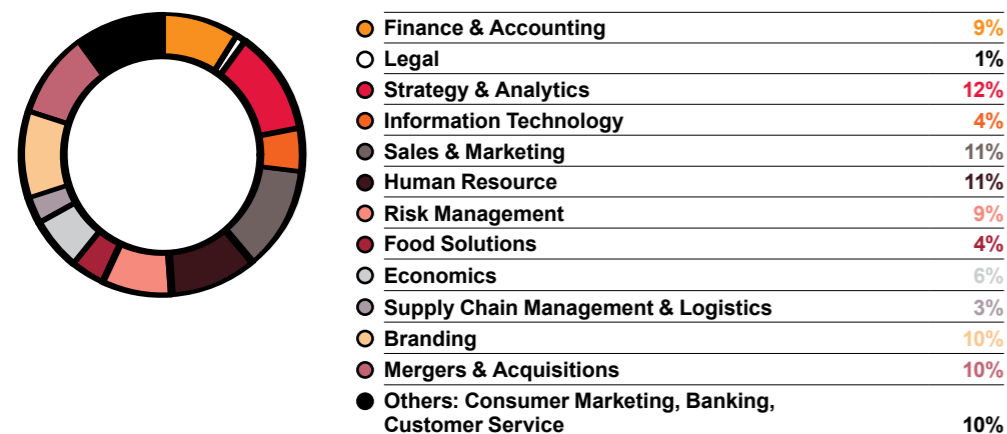 Finance & Accounting 9%
Legal 1%
Strategy & Analytics 12%
Information Technology 4%
Sales & Marketing 11%
Human Resource 11%
Risk Management 9%
Food Solutions 4%
Economics 6%
Supply Chain Management & Logistics 3%
Branding 10%
Mergers & Acquisitions 10%
Others: Consumer Marketing, Banking,
Customer Service 10%